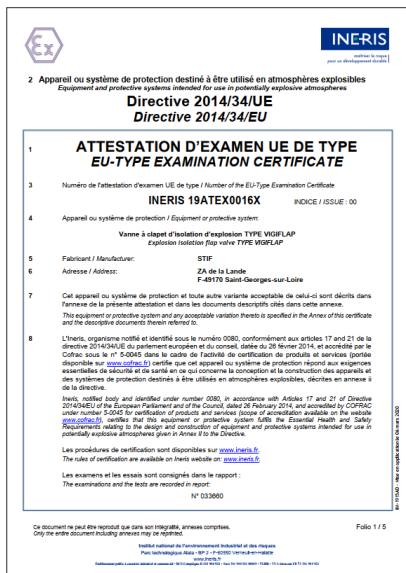 Ex
INERIS
maîtriser le risque
pour un développement durable
2 Appareil ou système de protection destiné à être utilisé en atmosphères explosibles
Equipment and protective systems intended for use in potentially explosive atmospheres
Directive 2014/34/UE
Directive 2014/34/EU
1 ATTESTATION D'EXAMEN UE DE TYPE
EU-TYPE EXAMINATION CERTIFICATE
3 Numéro de l'attestation d'examen UE de type / Number of the EU-Type Examination Certificate
INERIS 19ATEX0016X INDICE / ISSUE : 00
4 Appareil ou système de protection / Equipment or protective system:
Vanne à clapet d'isolation d'explosion TYPE VIGIFLAP
Explosion isolation flap valve TYPE VIGIFLAP
5 Fabricant / Manufacturer: STIF
6 Adresse / Address: ZA de la Lande
F-49170 Saint-Georges-sur-Loire
7 Cet appareil ou système de protection et toute autre variante acceptable de celui-ci sont décrits dans
l'annexe de la présente attestation et dans les documents descriptifs cités dans cette annexe.
This equipment or protective system and any acceptable variation thereto is specified in the Annex of this certificate
and the descriptive documents therein referred to.
8 L'Ineris, organisme notifié et identifié sous le numéro 0080, conformément aux articles 17 and 21 de la
directive 2014/34/UE du parlement européen et du conseil, datée du 26 février 2014, et accrédité par le
Cofrac sous le n° 5-0045 dans le cadre de l'activité de certification de produits et services (portée
disponible sur www.cofrac.fr) certifie que cet appareil ou système de protection répond aux exigences
essentielles de sécurité et de santé en ce qui concerne la conception et la construction des appareils et
des systèmes de protection destinés à être utilisés en atmosphères explosibles, décrites en annexe II
de la directive.
Ineris, notified body and identified under number 0080, in accordance with Articles 17 and 21 of Directive
2014/34/EU of the European Parliament and of the Council, dated 26 February 2014, and accredited by COFRAC
under number 5-0045 for certification of products and services (scope of accreditation available on the website
www.cofrac.fr), certifies that this equipment or protective system fulfils the Essential Health and Safety
Requirements relating to the design and construction of equipment and protective systems intended for use in
potentially explosive atmospheres given in Annex II to the Directive.
Les procédures de certification sont disponibles sur www.ineris.fr.
The rules of certification are available on Ineris website on: www.ineris.fr.
Les examens et les essais sont consignés dans le rapport :
The examinations and the tests are recorded in report:
N° 033660
Ce document ne peut être reproduit que dans son intégralité, annexes comprises.
Only the entire document including annexes may be reprinted.
Folio 1 / 5
Institut national de l'environnement industriel et des risques
Parc technologique Alata - BP 2 - F-60550 Verneuil-en-Halatte
www.ineris.fr